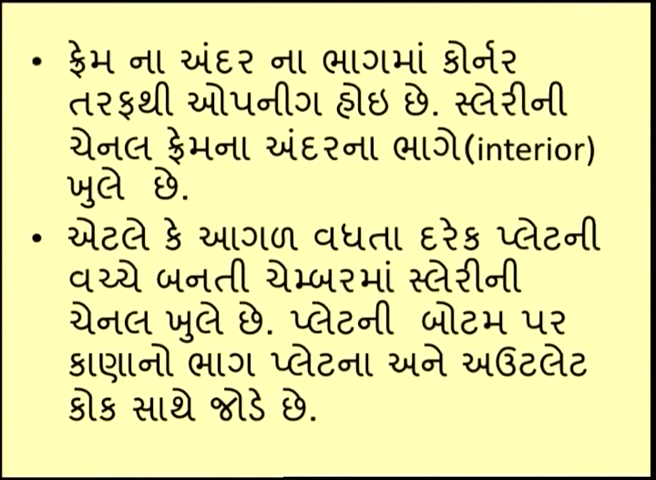 • ફ્રેમ ના અંદર ના ભાગમાં કોર્નર
તરફથી ઓપનીગ હોઇ છે. સ્લેરીની
ચેનલ ફ્રેમના અંદરના ભાગે(interior)
ખુલે છે.
• એટલે કે આગળ વધતા દરેક પ્લેટની
વચ્ચે બનતી ચેમ્બરમાં સ્લેરીની
ચેનલ ખુલે છે. પ્લેટની બોટમ પર
કાણાનો ભાગ પ્લેટના અને અઉટલેટ
કોક સાથે જોડે છે.